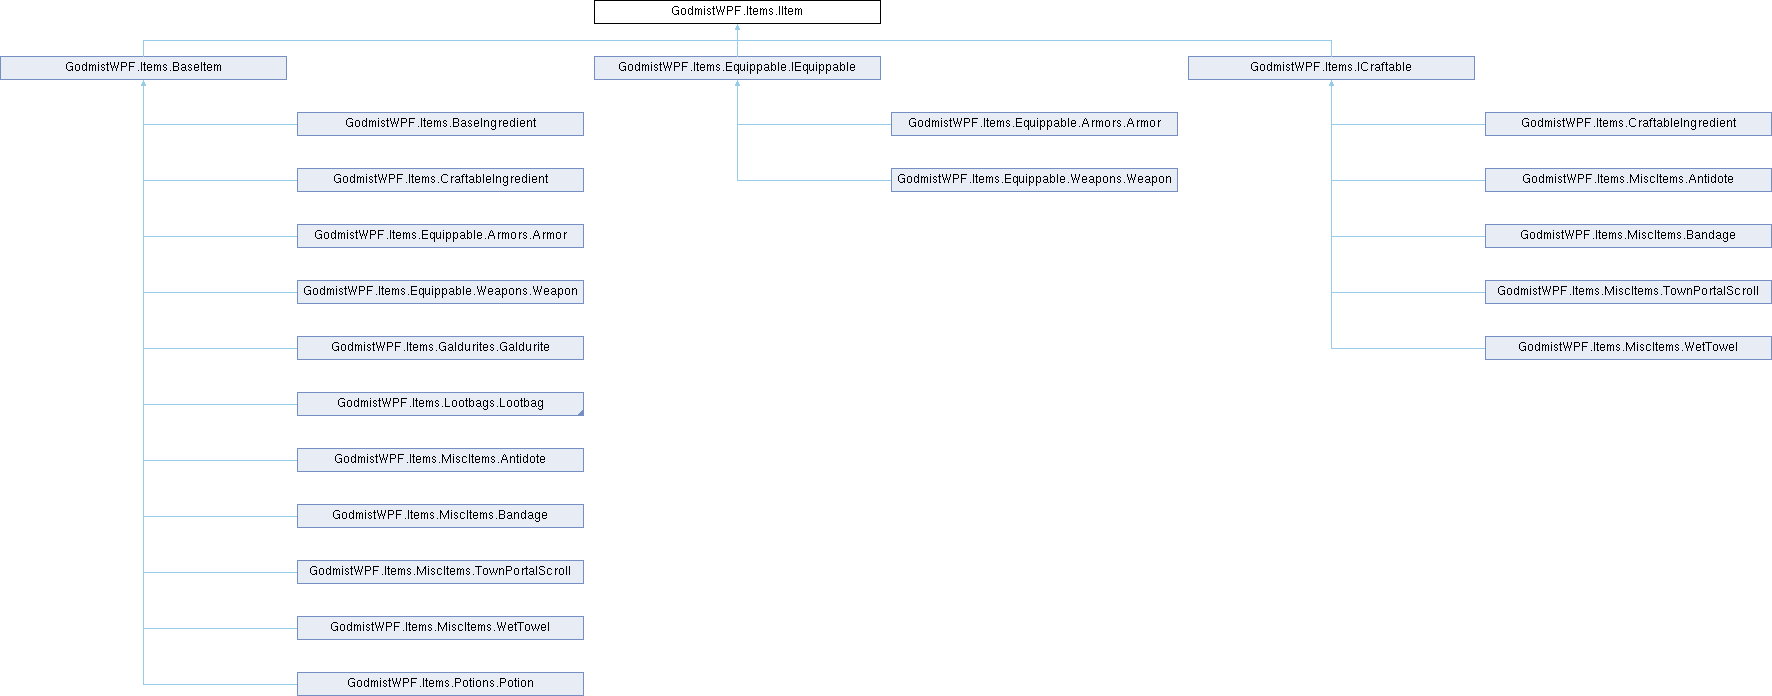 GodmistWPF.Items.IItem
GodmistWPF.Items.BaseItem
GodmistWPF.Items.Equippable.IEquippable
GodmistWPF.Items.ICraftable
GodmistWPF.Items.BaseIngredient
GodmistWPF.Items.CraftableIngredient
GodmistWPF.Items.Equippable.Armors.Armor
GodmistWPF.Items.Equippable.Weapons.Weapon
GodmistWPF.Items.Galdurites.Galdurite
GodmistWPF.Items.Lootbags.Lootbag
GodmistWPF.Items.MiscItems.Antidote
GodmistWPF.Items.MiscItems.Bandage
GodmistWPF.Items.MiscItems.TownPortalScroll
GodmistWPF.Items.MiscItems.WetTowel
GodmistWPF.Items.Potions.Potion
GodmistWPF.Items.Equippable.Armors.Armor
GodmistWPF.Items.Equippable.Weapons.Weapon
GodmistWPF.Items.CraftableIngredient
GodmistWPF.Items.MiscItems.Antidote
GodmistWPF.Items.MiscItems.Bandage
GodmistWPF.Items.MiscItems.TownPortalScroll
GodmistWPF.Items.MiscItems.WetTowel